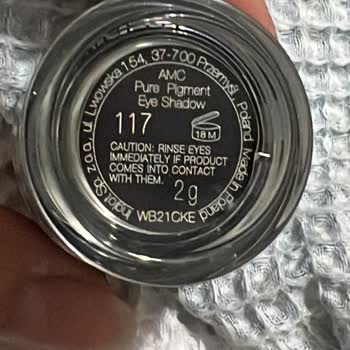 Inglot Sp. z o.o., ul. Lwowska 154, 37-700 Przemyśl, Poland. Made in Poland
AMC
Pure Pigment
Eye Shadow
117
18 M
CAUTION: RINSE EYES
IMMEDIATELY IF PRODUCT
COMES INTO CONTACT
WITH THEM.
2g
WB21CKE